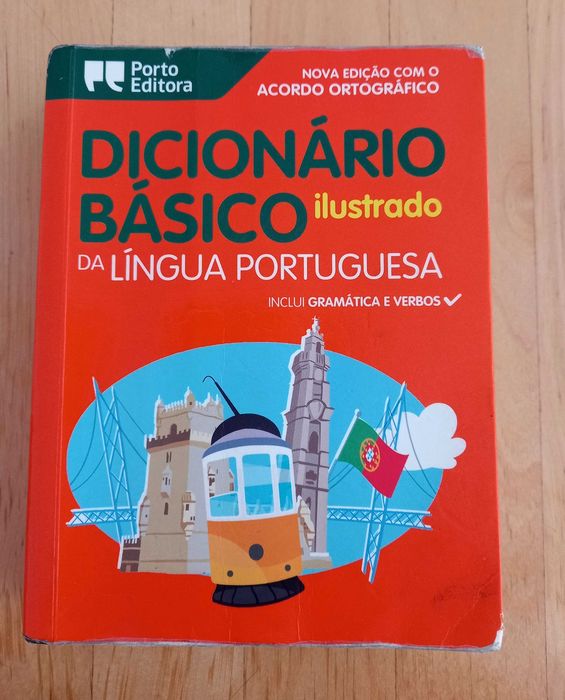 Porto
Editora
NOVA EDIÇÃO COM O
ACORDO ORTOGRÁFICO
DICIONÁRIO
BÁSICO ilustrado
DA LÍNGUA PORTUGUESA
INCLUI GRAMÁTICA E VERBOS